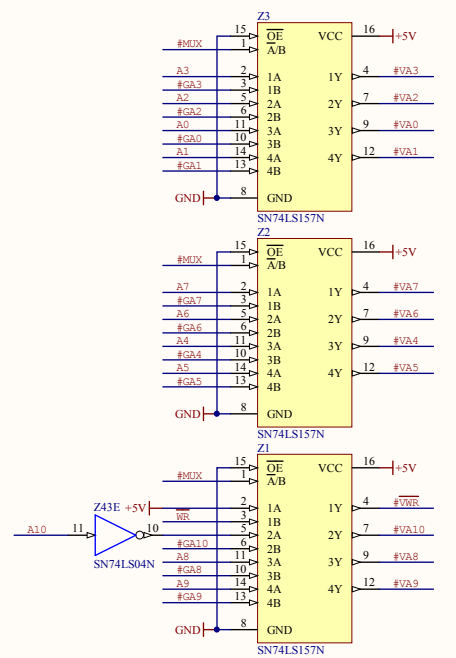 Z3
15 OE VCC 16 +5V
#MUX 1 A/B
A3 2 1A 1Y 4 #VA3
#GA3 3 1B
A2 5 2A 2Y 7 #VA2
#GA2 6 2B
A0 11 3A 3Y 9 #VA0
#GA0 10 3B
A1 14 4A 4Y 12 #VA1
#GA1 13 4B
GND 8 GND
SN74LS157N
Z2
15 OE VCC 16 +5V
#MUX 1 A/B
A7 2 1A 1Y 4 #VA7
#GA7 3 1B
A6 5 2A 2Y 7 #VA6
#GA6 6 2B
A4 11 3A 3Y 9 #VA4
#GA4 10 3B
A5 14 4A 4Y 12 #VA5
#GA5 13 4B
GND 8 GND
SN74LS157N
Z1
15 OE VCC 16 +5V
#MUX 1 A/B
Z43E +5V 2 1A 1Y 4 #VWR
WR 3 1B
A10 11 10 5 2A 2Y 7 #VA10
#GA10 6 2B
SN74LS04N A8 11 3A 3Y 9 #VA8
#GA8 10 3B
A9 14 4A 4Y 12 #VA9
#GA9 13 4B
GND 8 GND
SN74LS157N